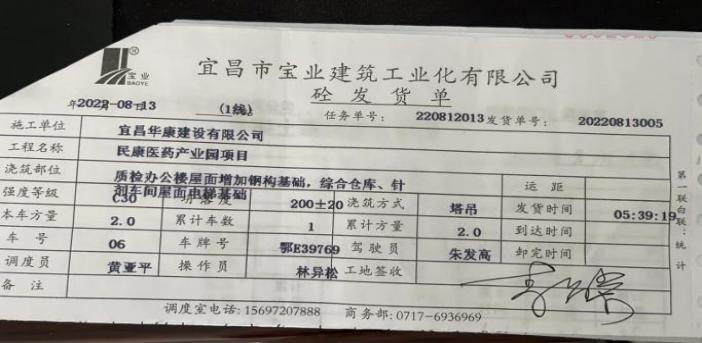 宝业
BAOYE
宜昌市宝业建筑工业化有限公司
砼发货单
年2022-08-13 (1线) 任务单号: 220812013 发货单号: 20220813005
施工单位 宜昌华康建设有限公司
工程名称 民康医药产业园项目
浇筑部位 质检办公楼屋面增加钢构基础,综合仓库、针剂车间屋面电梯基础 运距
强度等级 C30 200±20 浇筑方式 塔吊 发货时间 05:39:19
本车方量 2.0 累计车数 1 累计方量 2.0 到达时间
车号 06 车牌号 鄂E39769 驾驶员 朱发高 卸完时间
调度员 黄亚平 操作员 林异松 工地签收
备注
调度室电话: 15697207888 商务部: 0717-6936969
第一联白联:统计